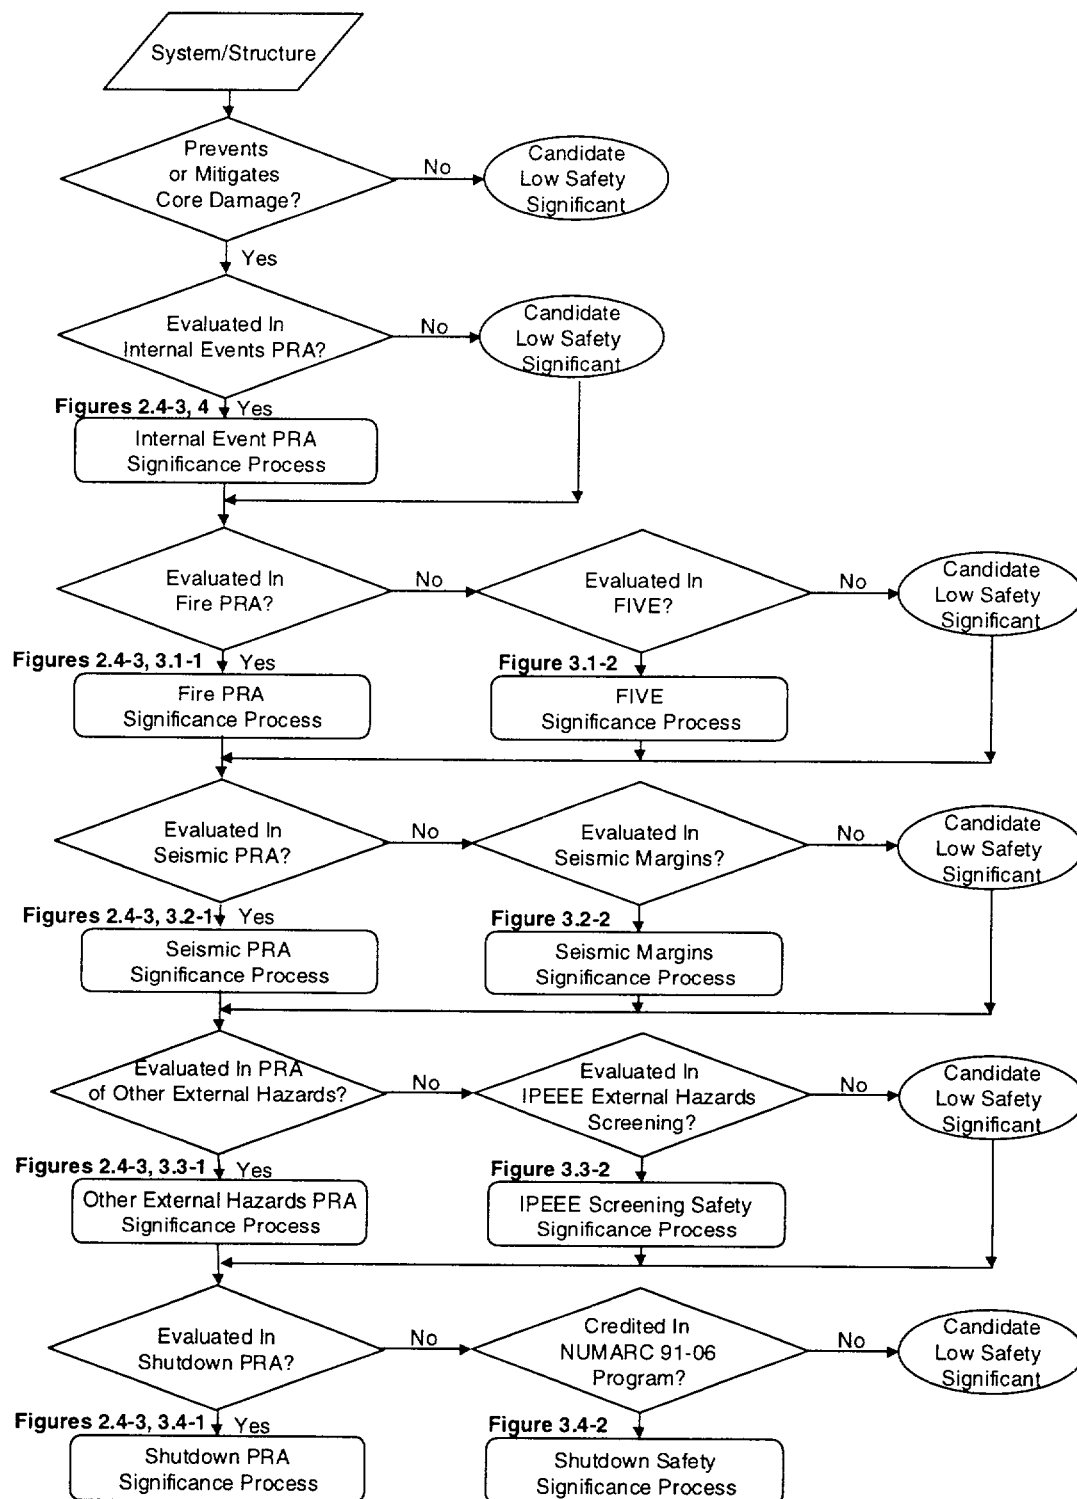 System/Structure
Prevents
or Mitigates
Core Damage?
No
Candidate
Low Safety
Significant
Yes
Evaluated In
Internal Events PRA?
No
Candidate
Low Safety
Significant
Figures 2.4-3, 4
Yes
Internal Event PRA
Significance Process
Evaluated In
Fire PRA?
No
Evaluated In
FIVE?
No
Candidate
Low Safety
Significant
Figures 2.4-3, 3.1-1
Yes
Figure 3.1-2
Fire PRA
Significance Process
FIVE
Significance Process
Evaluated In
Seismic PRA?
No
Evaluated In
Seismic Margins?
No
Candidate
Low Safety
Significant
Figures 2.4-3, 3.2-1
Yes
Figure 3.2-2
Seismic PRA
Significance Process
Seismic Margins
Significance Process
Evaluated In PRA
of Other External Hazards?
No
Evaluated In
IPEEE External Hazards
Screening?
No
Candidate
Low Safety
Significant
Figures 2.4-3, 3.3-1
Yes
Figure 3.3-2
Other External Hazards PRA
Significance Process
IPEEE Screening Safety
Significance Process
Evaluated In
Shutdown PRA?
No
Credited In
NUMARC 91-06
Program?
No
Candidate
Low Safety
Significant
Figures 2.4-3, 3.4-1
Yes
Figure 3.4-2
Shutdown PRA
Significance Process
Shutdown Safety
Significance Process